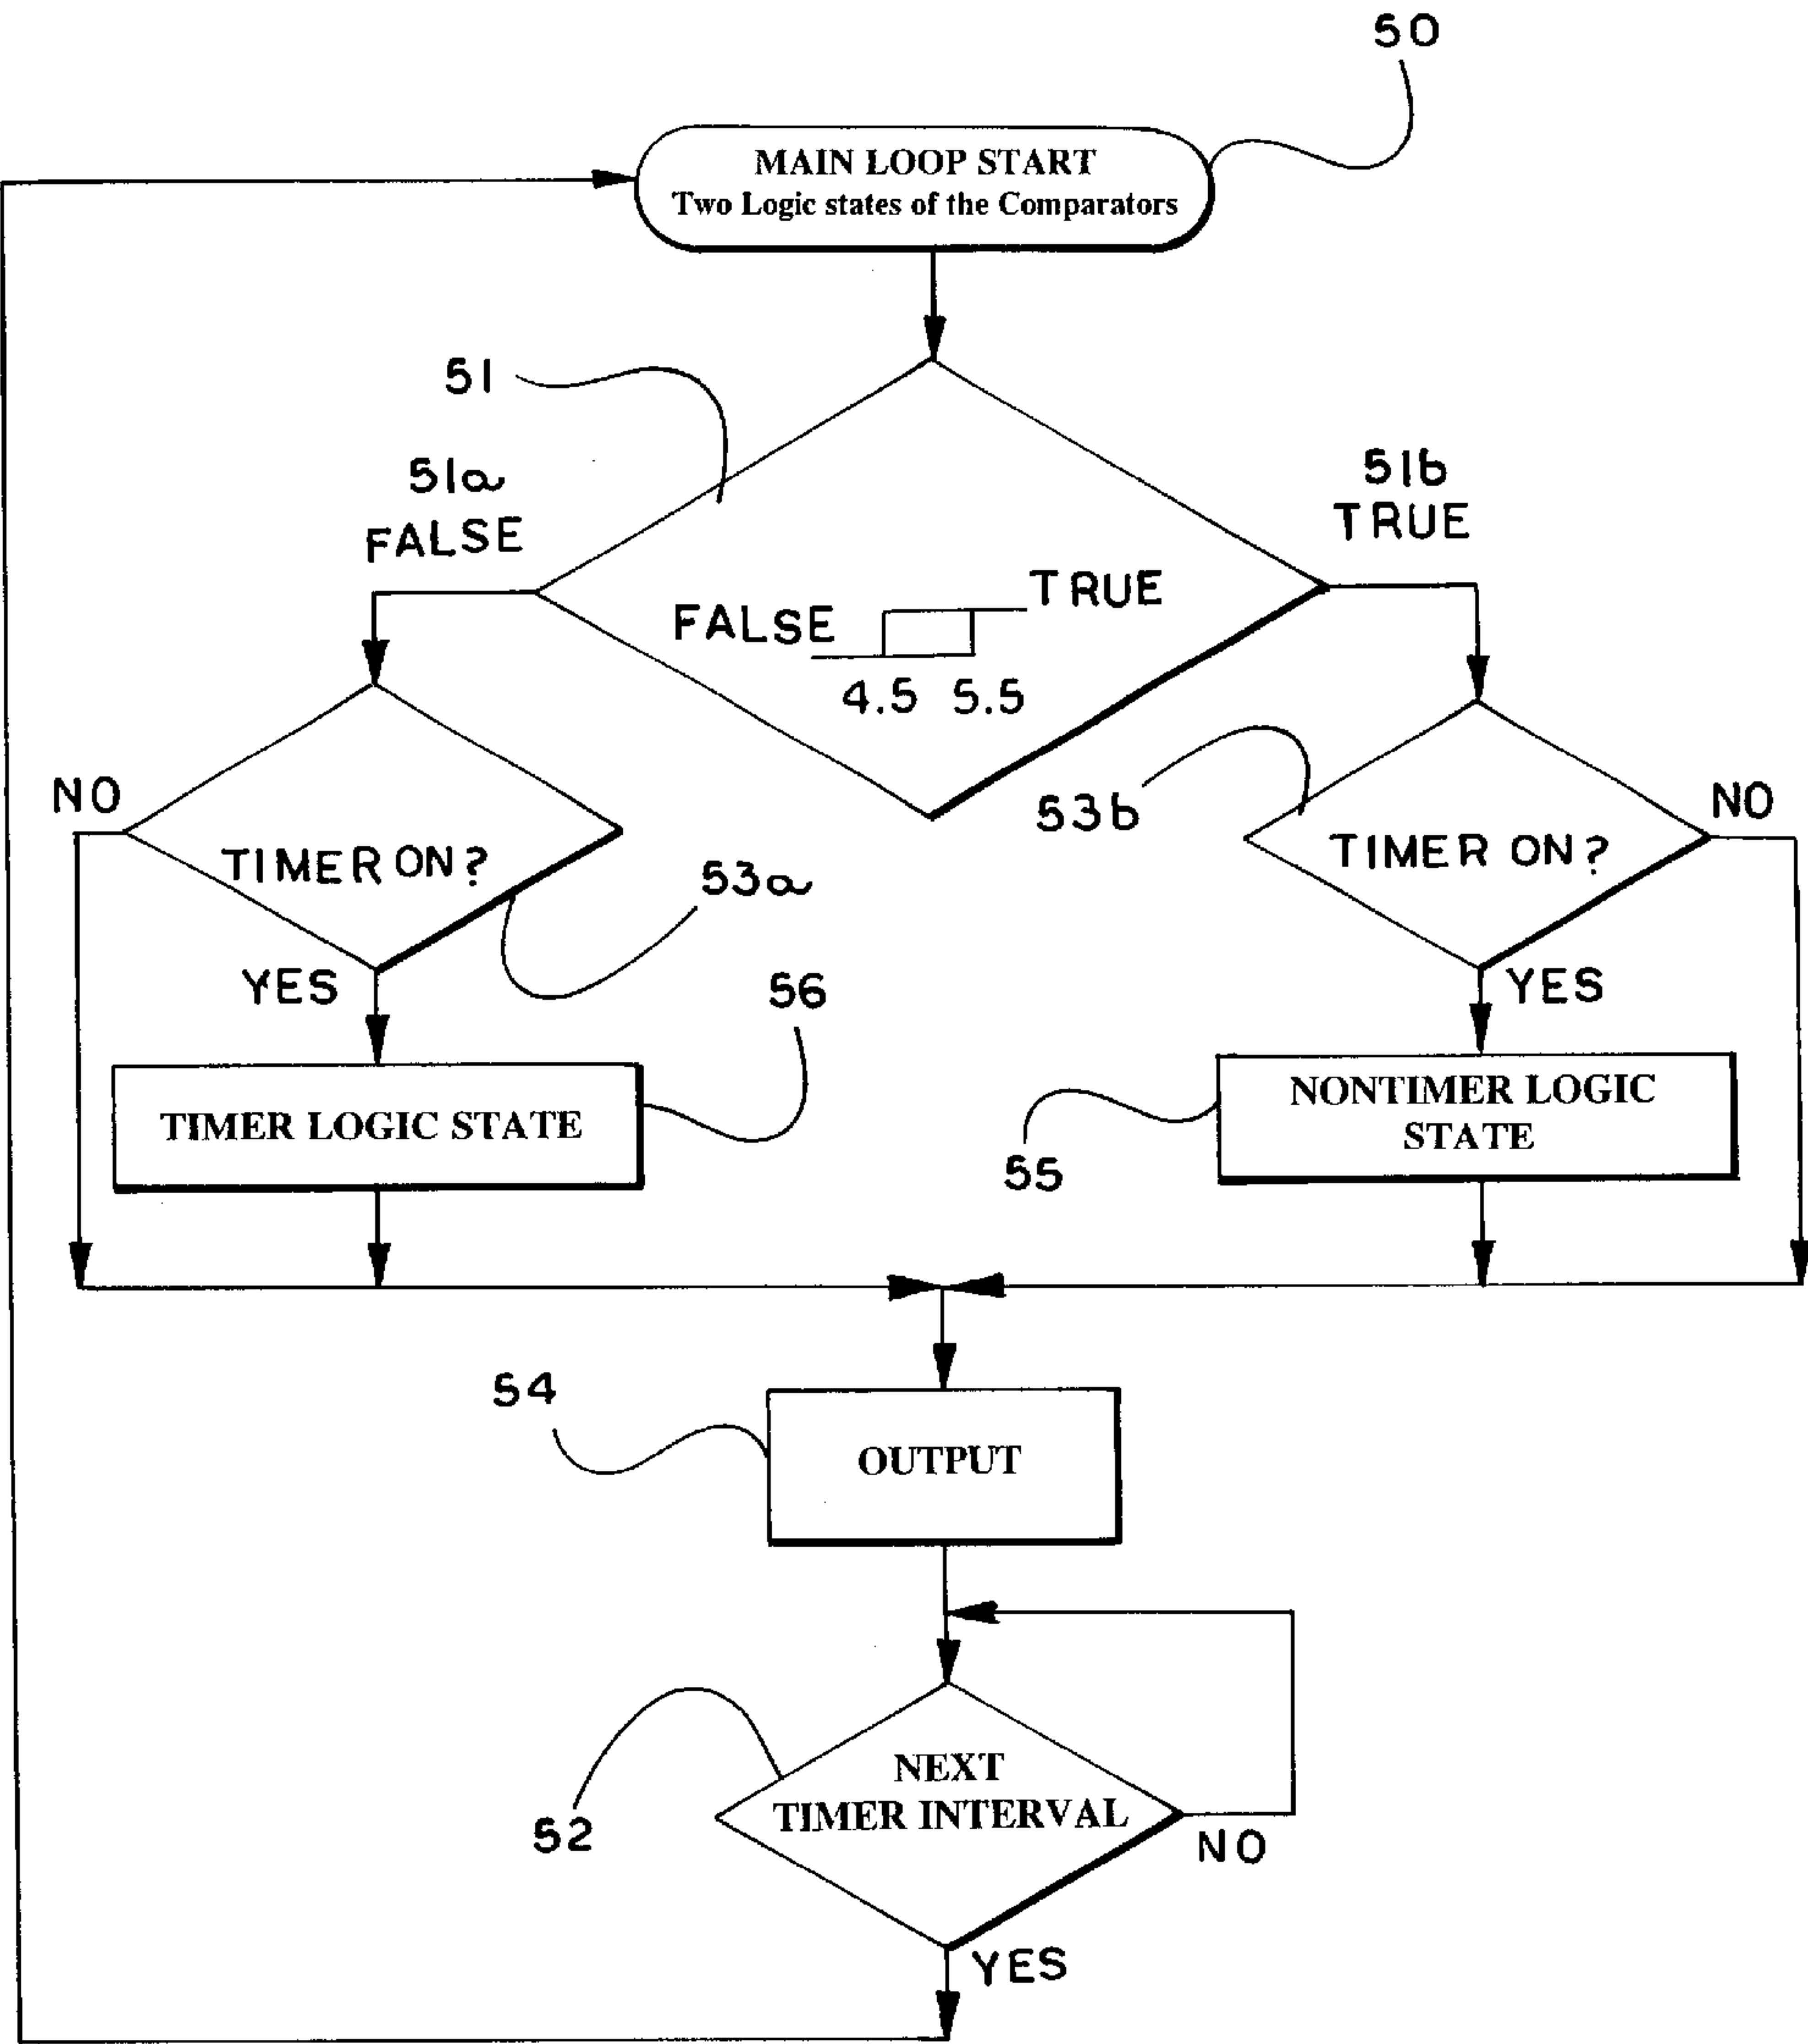 50
MAIN LOOP START
Two Logic states of the Comparators
51
51a
FALSE
51b
TRUE
FALSE
TRUE
4.5 5.5
NO
TIMER ON?
53a
YES
53b
TIMER ON?
NO
YES
56
TIMER LOGIC STATE
55
NONTIMER LOGIC
STATE
54
OUTPUT
52
NEXT
TIMER INTERVAL
NO
YES